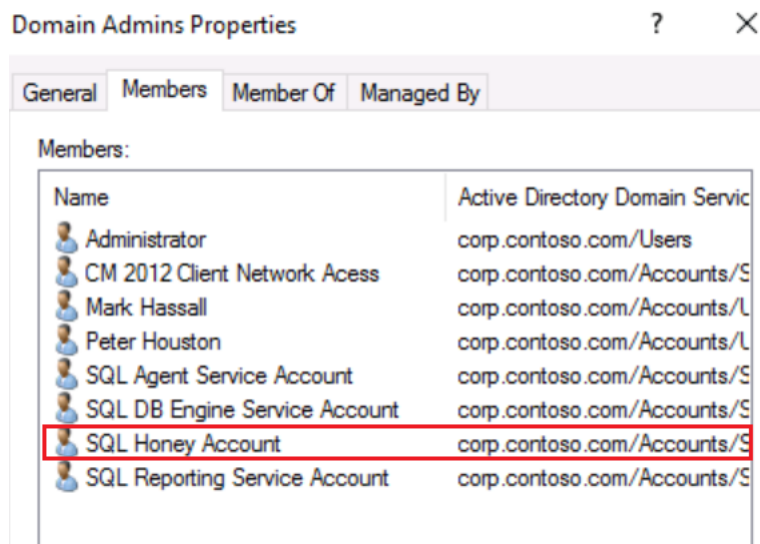 Domain Admins Properties ? ✕
General Members Member Of Managed By
Members:
Name Active Directory Domain Servic
Administrator corp.contoso.com/Users
CM 2012 Client Network Acess corp.contoso.com/Accounts/S
Mark Hassall corp.contoso.com/Accounts/U
Peter Houston corp.contoso.com/Accounts/U
SQL Agent Service Account corp.contoso.com/Accounts/S
SQL DB Engine Service Account corp.contoso.com/Accounts/S
SQL Honey Account corp.contoso.com/Accounts/S
SQL Reporting Service Account corp.contoso.com/Accounts/S